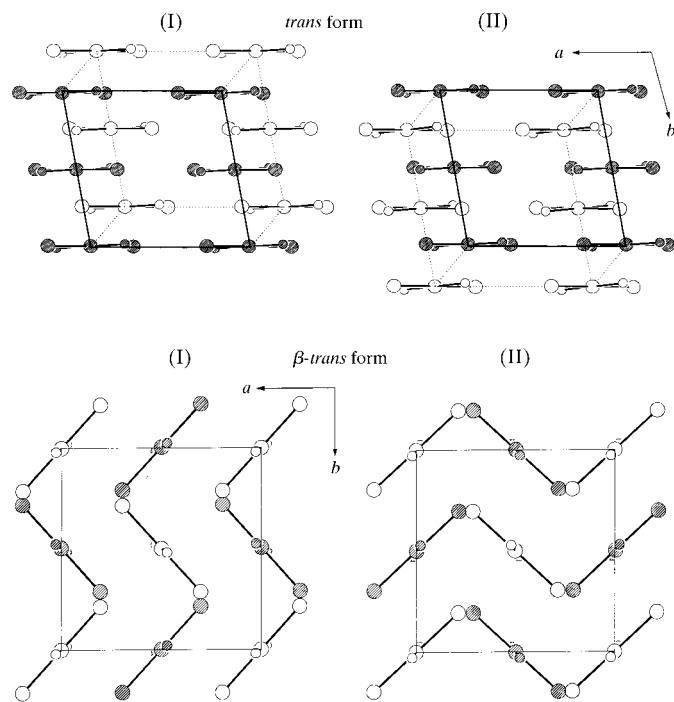 (I) trans form (II)
a
b
(I) β-trans form (II)
a
b